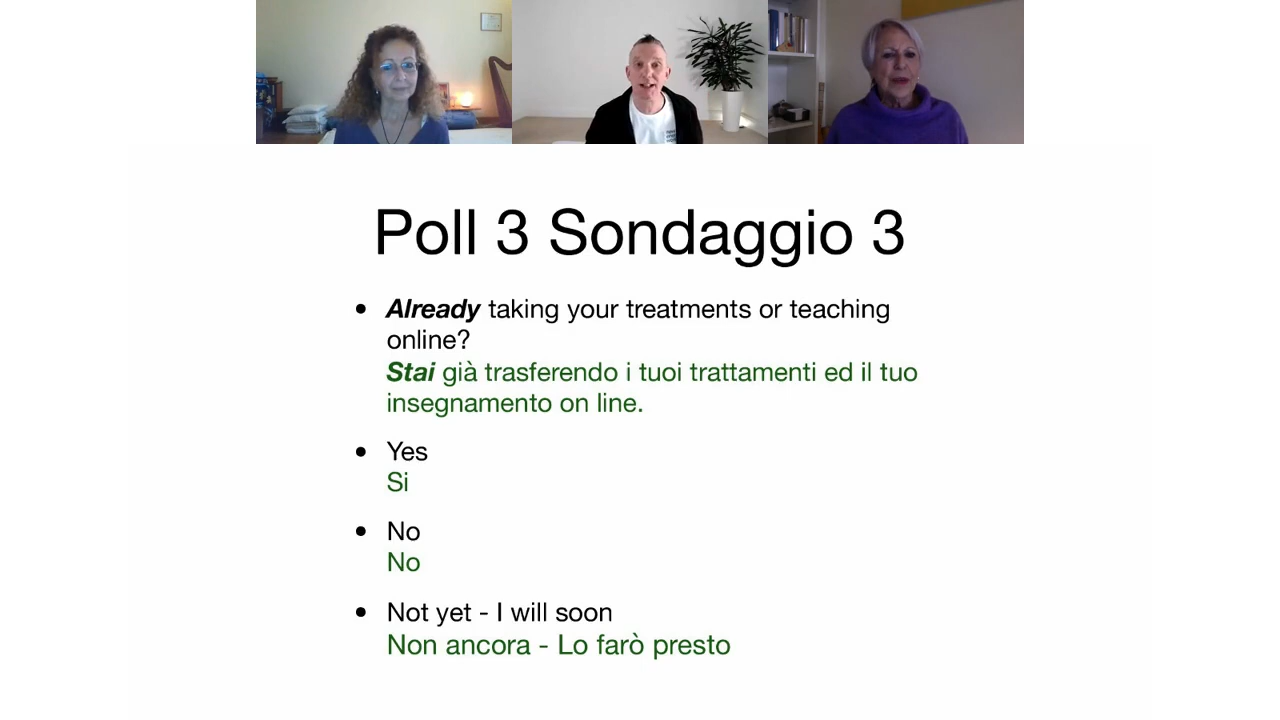 Poll 3 Sondaggio 3
• Already taking your treatments or teaching
online?
Stai già trasferendo i tuoi trattamenti ed il tuo
insegnamento on line.
• Yes
Si
• No
No
• Not yet - I will soon
Non ancora - Lo farò presto